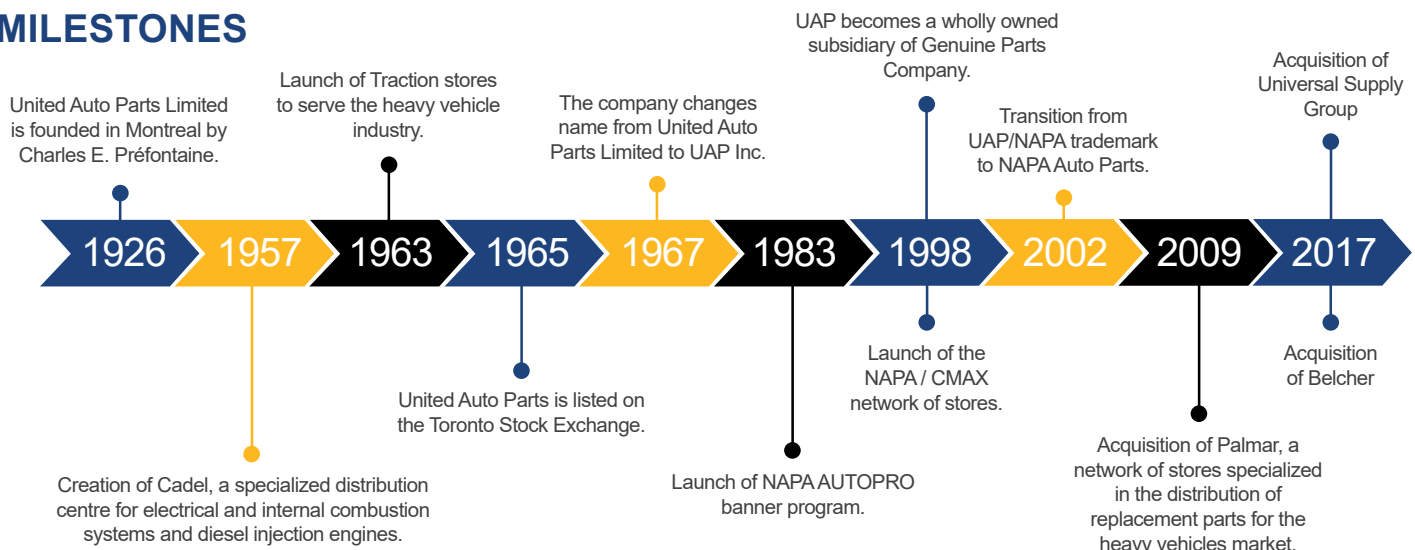 MILESTONES
United Auto Parts Limited
is founded in Montreal by
Charles E. Préfontaine.
Launch of Traction stores
to serve the heavy vehicle
industry.
The company changes
name from United Auto
Parts Limited to UAP Inc.
UAP becomes a wholly owned
subsidiary of Genuine Parts
Company.
Transition from
UAP/NAPA trademark
to NAPA Auto Parts.
Acquisition of
Universal Supply
Group
1926 1957 1963 1965 1967 1983 1998 2002 2009 2017
Creation of Cadel, a specialized distribution
centre for electrical and internal combustion
systems and diesel injection engines.
United Auto Parts is listed on
the Toronto Stock Exchange.
Launch of NAPA AUTOPRO
banner program.
Launch of the
NAPA / CMAX
network of stores.
Acquisition of Palmar, a
network of stores specialized
in the distribution of
replacement parts for the
heavy vehicles market.
Acquisition
of Belcher